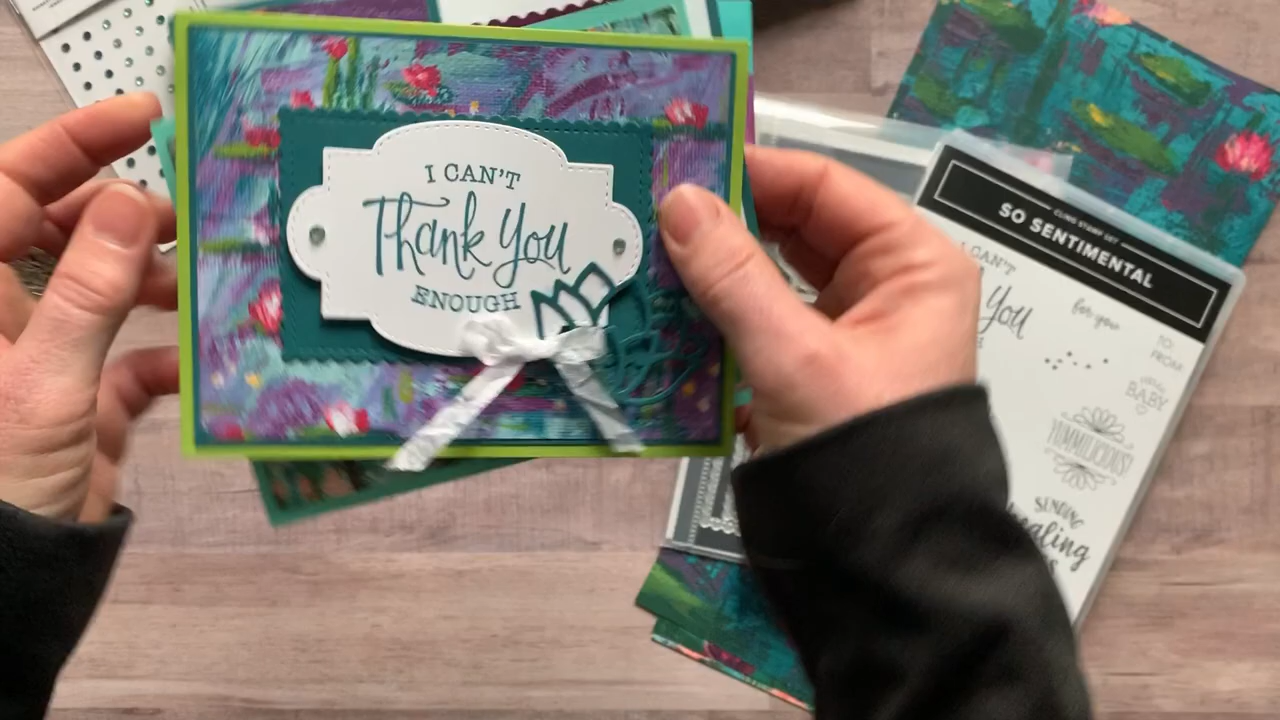 I CAN'T
Thank you
ENOUGH
CLING STAMP SET
SO SENTIMENTAL
I CAN'T
You
for you
TO:
FROM:
HELLO
BABY
YUMMILICIOUS!
SENDING
healing